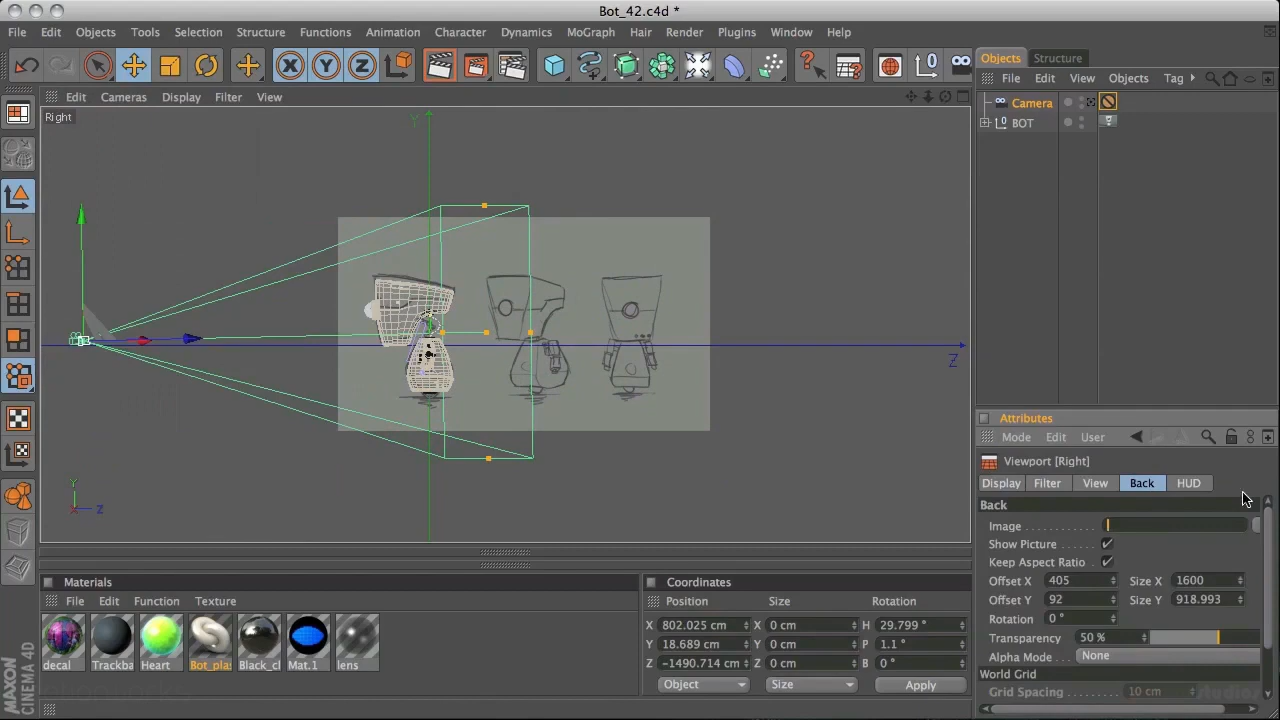 Bot_42.c4d *
File Edit Objects Tools Selection Structure Functions Animation Character Dynamics MoGraph Hair Render Plugins Window Help
X Y Z
Objects Structure
File Edit View Objects Tag
Camera
BOT
Edit Cameras Display Filter View
Right
Y
Z
Y
Z
X
Attributes
Mode Edit User
Viewport [Right]
Display Filter View Back HUD
Back
Image
Show Picture
Keep Aspect Ratio
Offset X 405 Size X 1600
Offset Y 92 Size Y 918.993
Rotation 0 °
Transparency 50 %
Alpha Mode None
World Grid
Grid Spacing 10 cm
Materials
File Edit Function Texture
decal Trackba Heart Bot_plas Black_cl Mat.1 lens
Coordinates
Position Size Rotation
X 802.025 cm X 0 cm H 29.799 °
Y 18.689 cm Y 0 cm P 1.1 °
Z -1490.714 cm Z 0 cm B 0 °
Object Size Apply
MAXON
CINEMA 4D
studios